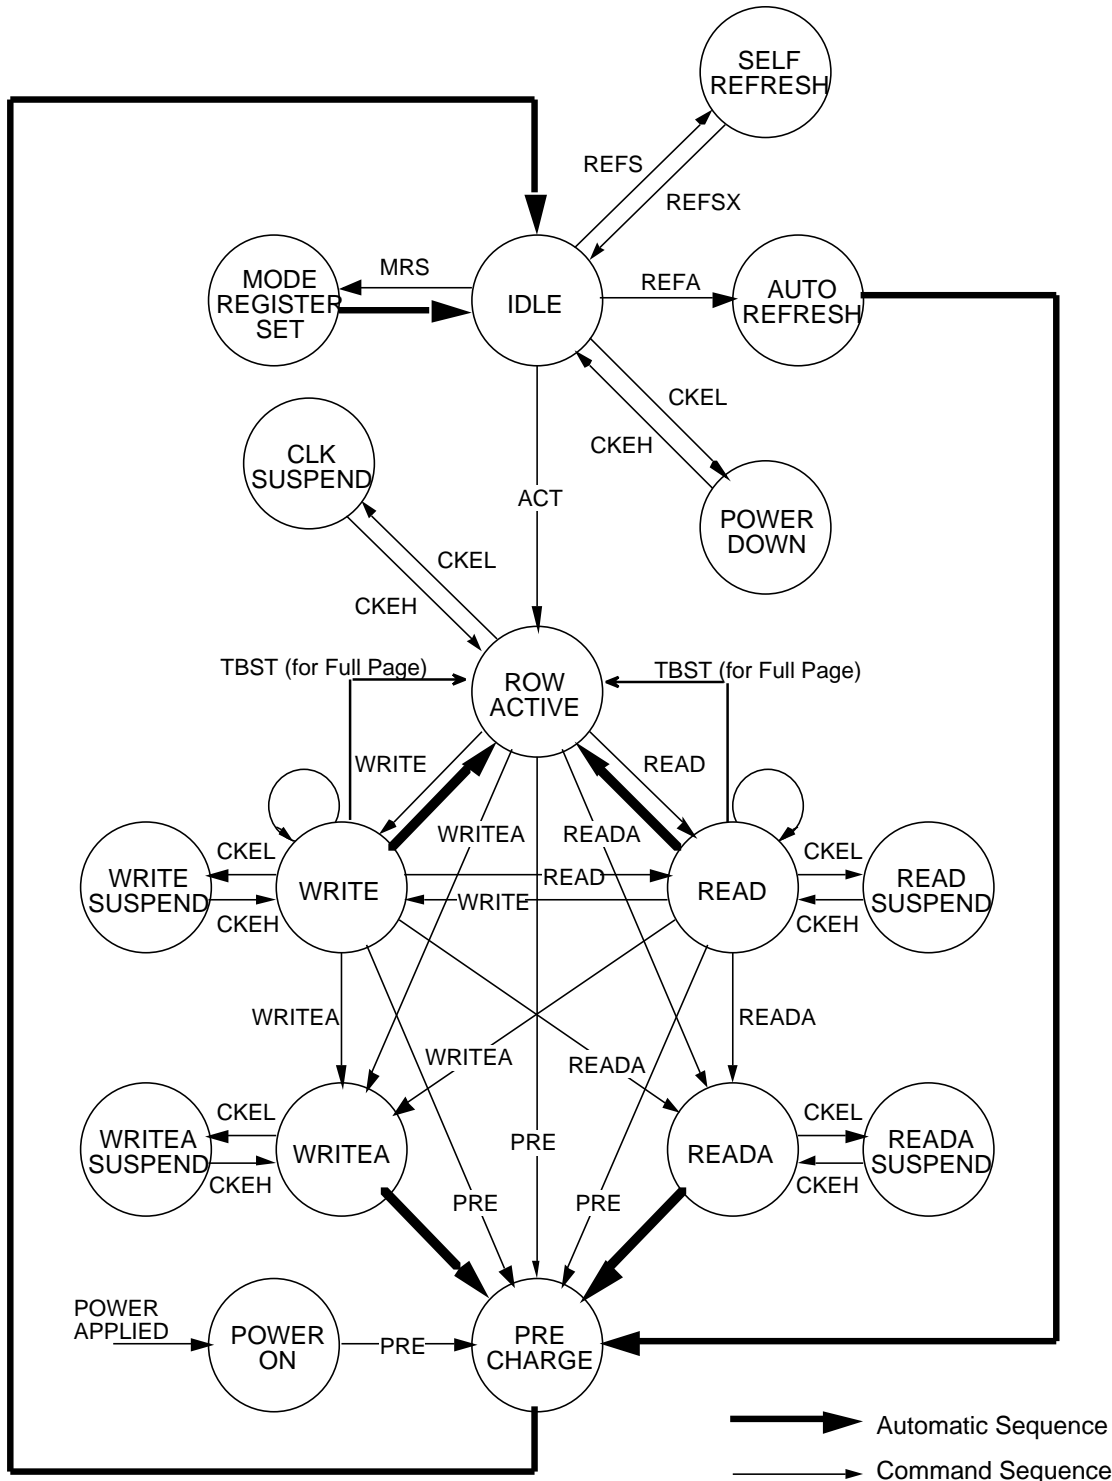 SELF
REFRESH
REFS
REFSX
MODE
REGISTER
SET
MRS
IDLE
REFA
AUTO
REFRESH
CKEL
CKEH
CLK
SUSPEND
ACT
POWER
DOWN
CKEL
CKEH
TBST (for Full Page)
ROW
ACTIVE
TBST (for Full Page)
WRITE
READ
WRITEA
READA
CKEL
CKEL
WRITE
SUSPEND
WRITE
READ
WRITE
READ
READ
SUSPEND
CKEH
CKEH
WRITEA
READA
WRITEA
READA
CKEL
CKEL
WRITEA
SUSPEND
WRITEA
PRE
READA
READA
SUSPEND
CKEH
CKEH
PRE
PRE
POWER
APPLIED
POWER
ON
PRE
PRE
CHARGE
Automatic Sequence
Command Sequence